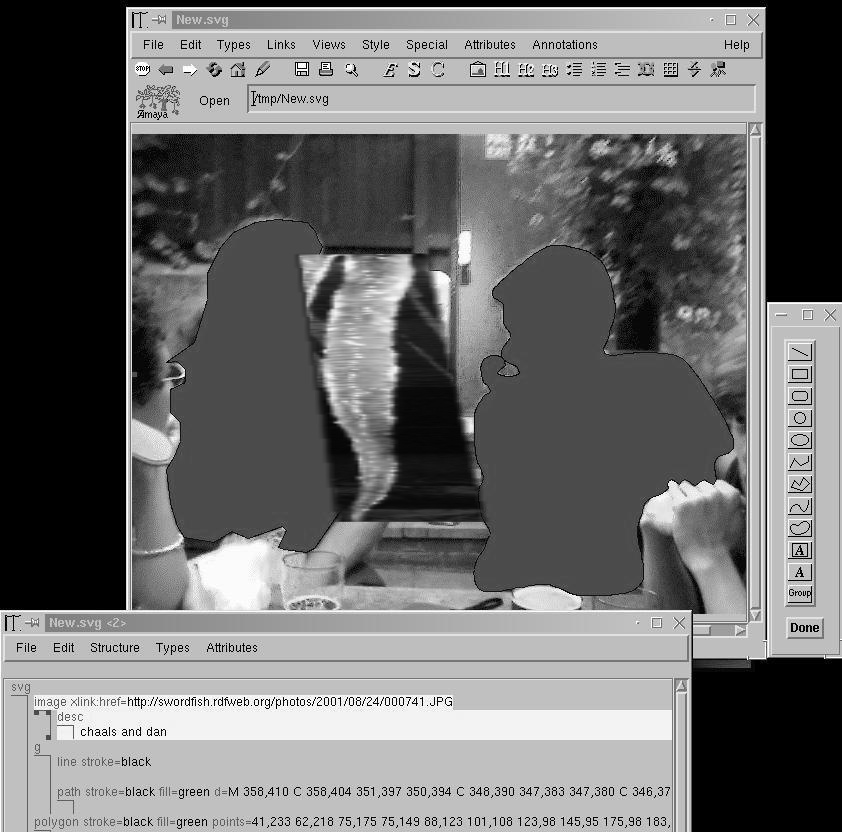 New.svg
File Edit Types Links Views Style Special Attributes Annotations Help
STOP E S C H1 H2 H3
Amaya Open /tmp/New.svg
A
A
Group
Done
New.svg <2>
File Edit Structure Types Attributes
svg
image xlink:href=http://swordfish.rdfweb.org/photos/2001/08/24/000741.JPG
desc
chaals and dan
g
line stroke=black
path stroke=black fill=green d=M 358,410 C 358,404 351,397 350,394 C 348,390 347,383 347,380 C 346,37
polygon stroke=black fill=green points=41,233 62,218 75,175 75,149 88,123 101,108 123,98 145,95 175,98 183,